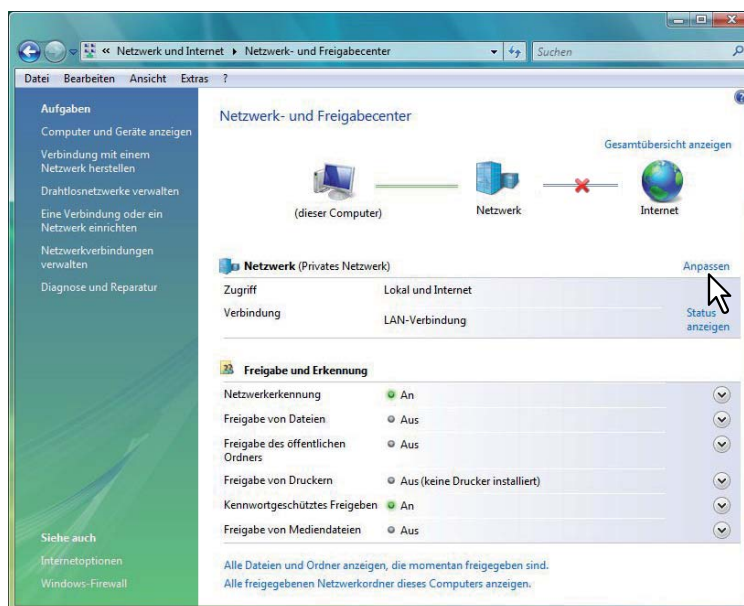 « Netzwerk und Internet ▸ Netzwerk- und Freigabecenter
Suchen
Datei Bearbeiten Ansicht Extras ?
Aufgaben
Computer und Geräte anzeigen
Verbindung mit einem
Netzwerk herstellen
Drahtlosnetzwerke verwalten
Eine Verbindung oder ein
Netzwerk einrichten
Netzwerkverbindungen
verwalten
Diagnose und Reparatur
Siehe auch
Internetoptionen
Windows-Firewall
Netzwerk- und Freigabecenter
Gesamtübersicht anzeigen
(dieser Computer) Netzwerk Internet
Netzwerk (Privates Netzwerk) Anpassen
Zugriff Lokal und Internet
Verbindung LAN-Verbindung Status
anzeigen
Freigabe und Erkennung
Netzwerkerkennung An
Freigabe von Dateien Aus
Freigabe des öffentlichen Aus
Ordners
Freigabe von Druckern Aus (keine Drucker installiert)
Kennwortgeschütztes Freigeben An
Freigabe von Mediendateien Aus
Alle Dateien und Ordner anzeigen, die momentan freigegeben sind.
Alle freigegebenen Netzwerkordner dieses Computers anzeigen.